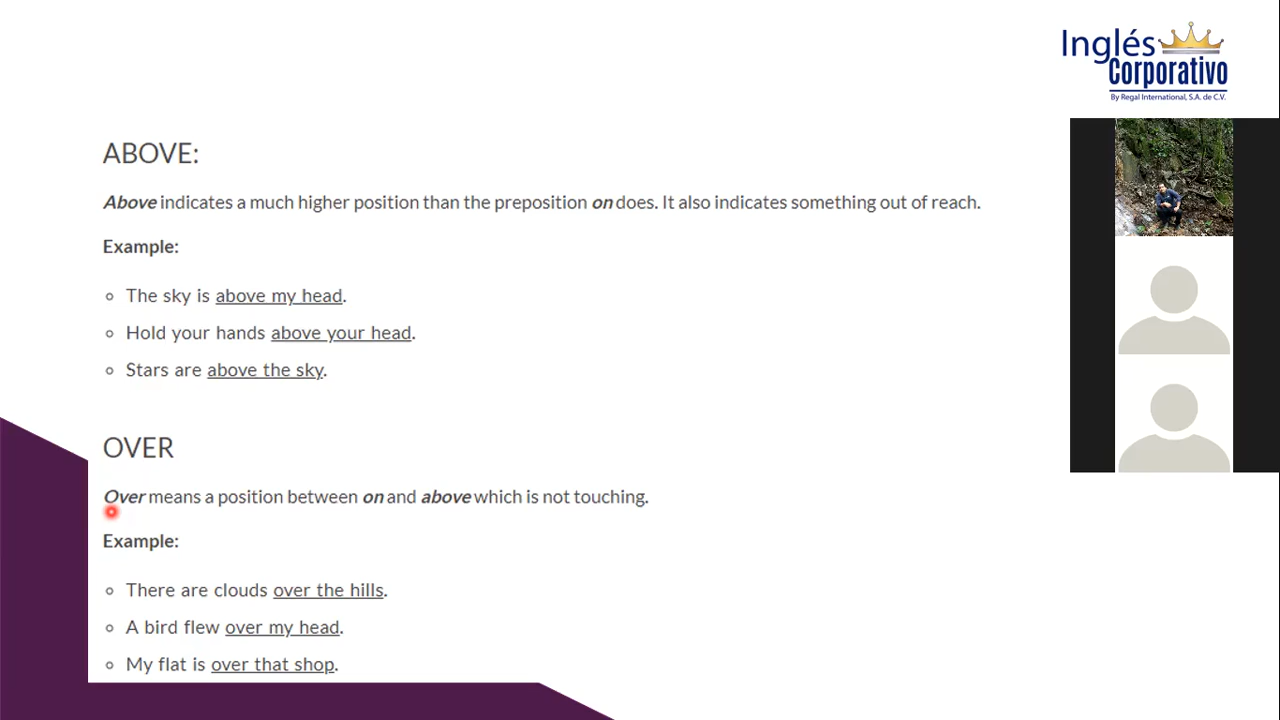 Inglés
Corporativo
By Regal International, S.A. de C.V.
ABOVE:
Above indicates a much higher position than the preposition on does. It also indicates something out of reach.
Example:
The sky is above my head.
Hold your hands above your head.
Stars are above the sky.
OVER
Over means a position between on and above which is not touching.
Example:
There are clouds over the hills.
A bird flew over my head.
My flat is over that shop.